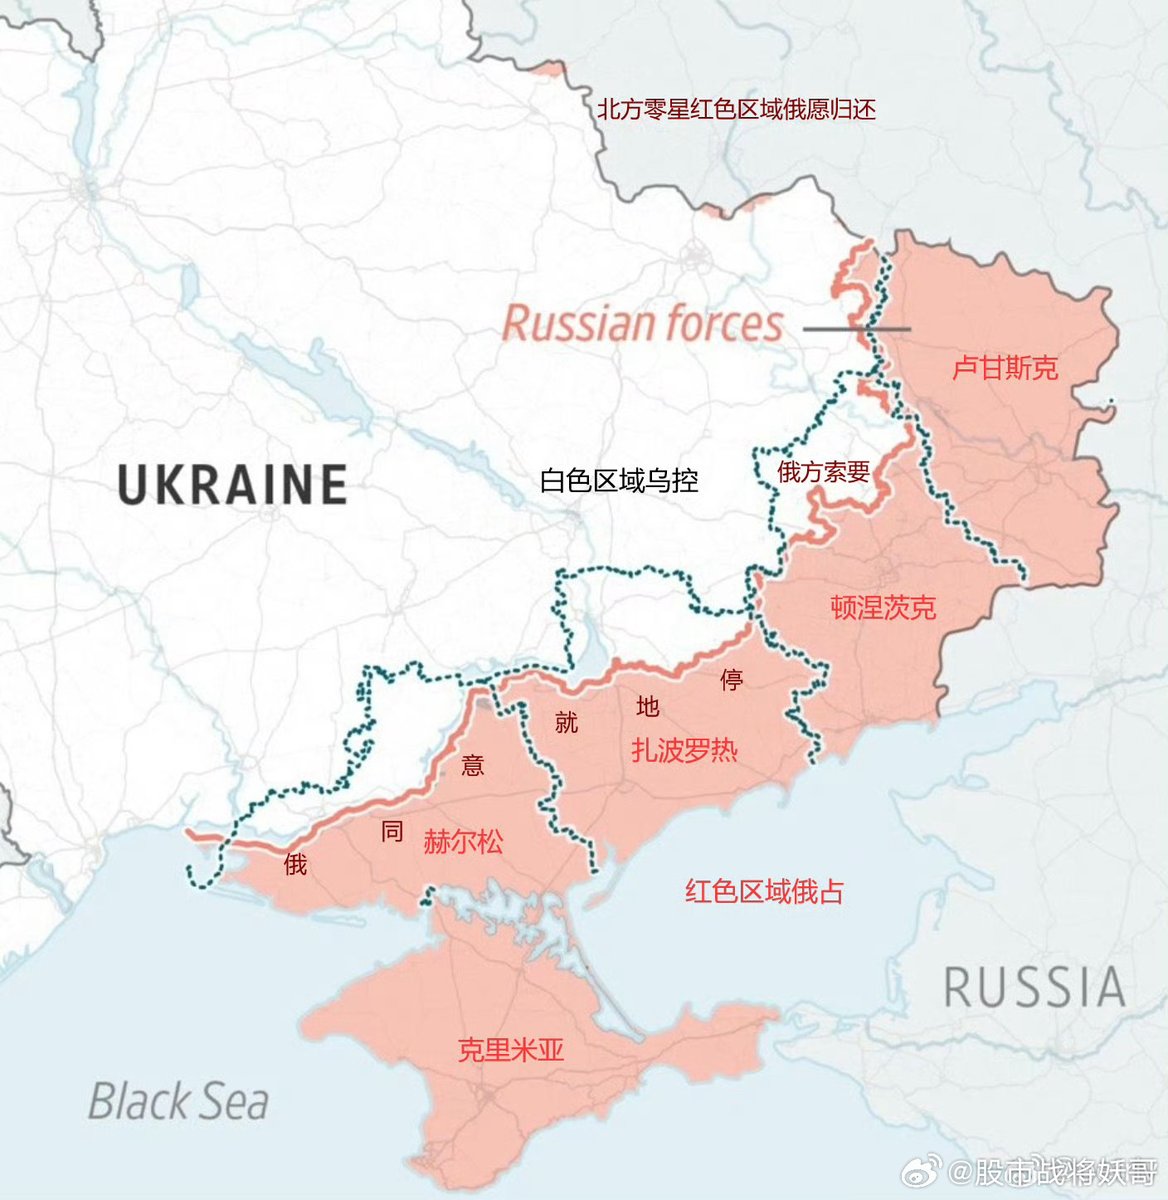 北方零星红色区域俄愿归还
Russian forces
卢甘斯克
UKRAINE
白色区域乌控
俄方索要
顿涅茨克
俄同意就地停
扎波罗热
赫尔松
红色区域俄占
RUSSIA
克里米亚
Black Sea
@股市战将妖哥